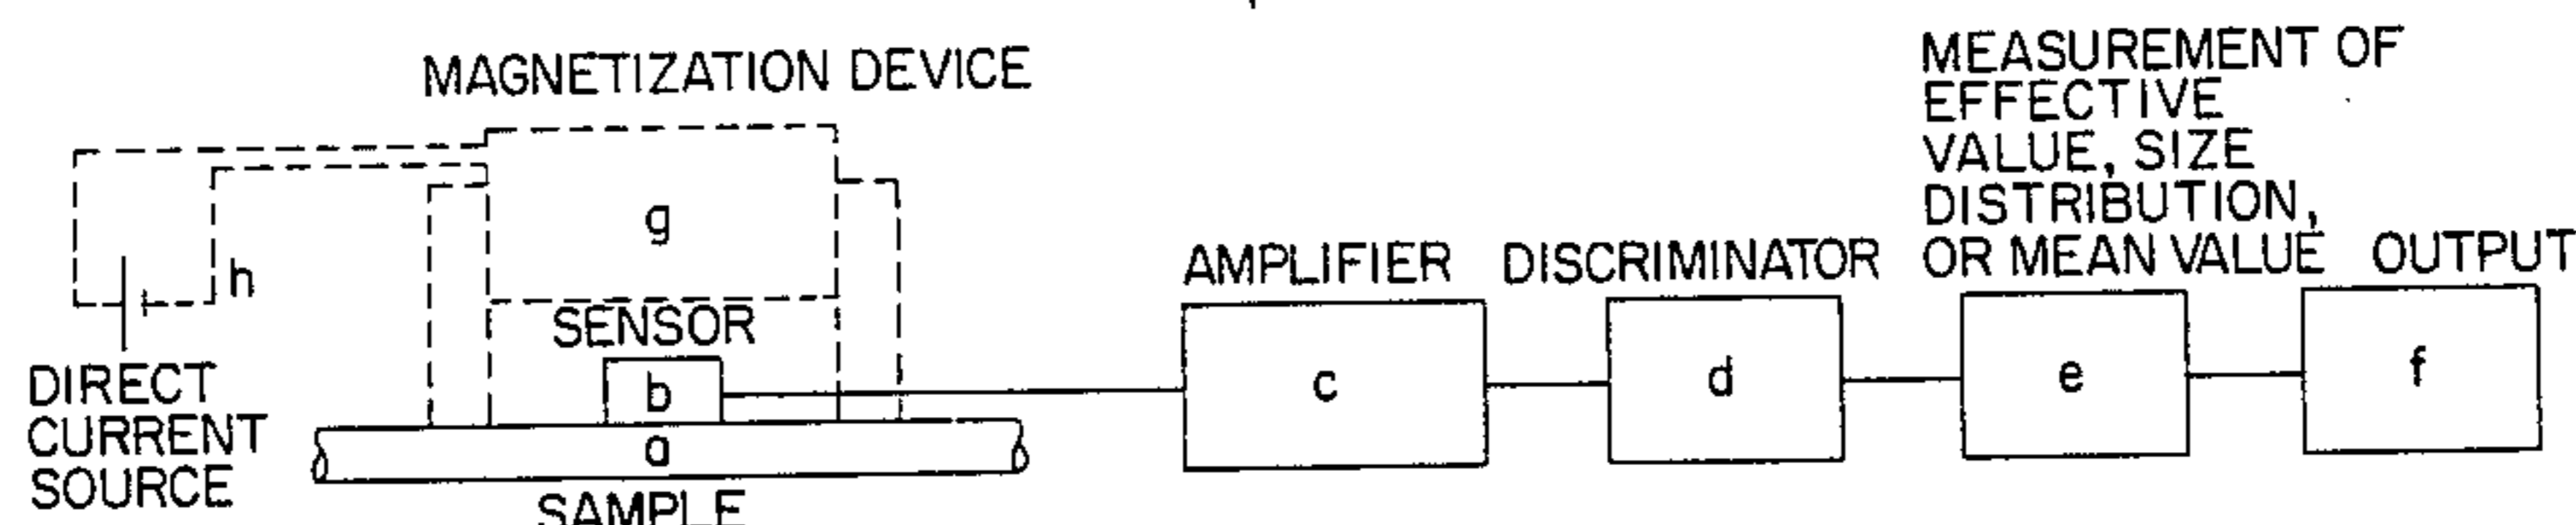 MAGNETIZATION DEVICE
g
h
DIRECT
CURRENT
SOURCE
SENSOR
b
a
SAMPLE
AMPLIFIER
c
DISCRIMINATOR
d
MEASUREMENT OF
EFFECTIVE
VALUE, SIZE
DISTRIBUTION,
OR MEAN VALUE
e
OUTPUT
f